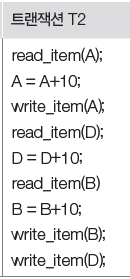 트랜잭션 T2
read_item(A);
A = A+10;
write_item(A);
read_item(D);
D = D+10;
read_item(B)
B = B+10;
write_item(B);
write_item(D);